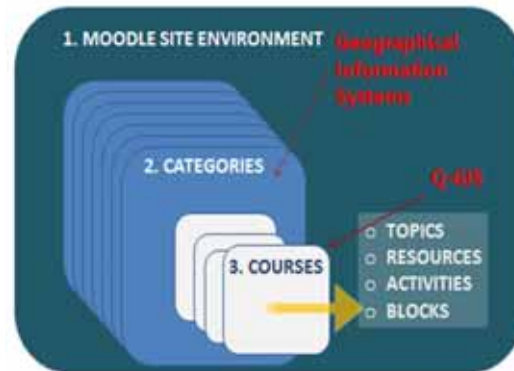 1. MOODLE SITE ENVIRONMENT
Geographical
Information
Systems
2. CATEGORIES
3. COURSES
○ TOPICS
○ RESOURCES
○ ACTIVITIES
○ BLOCKS